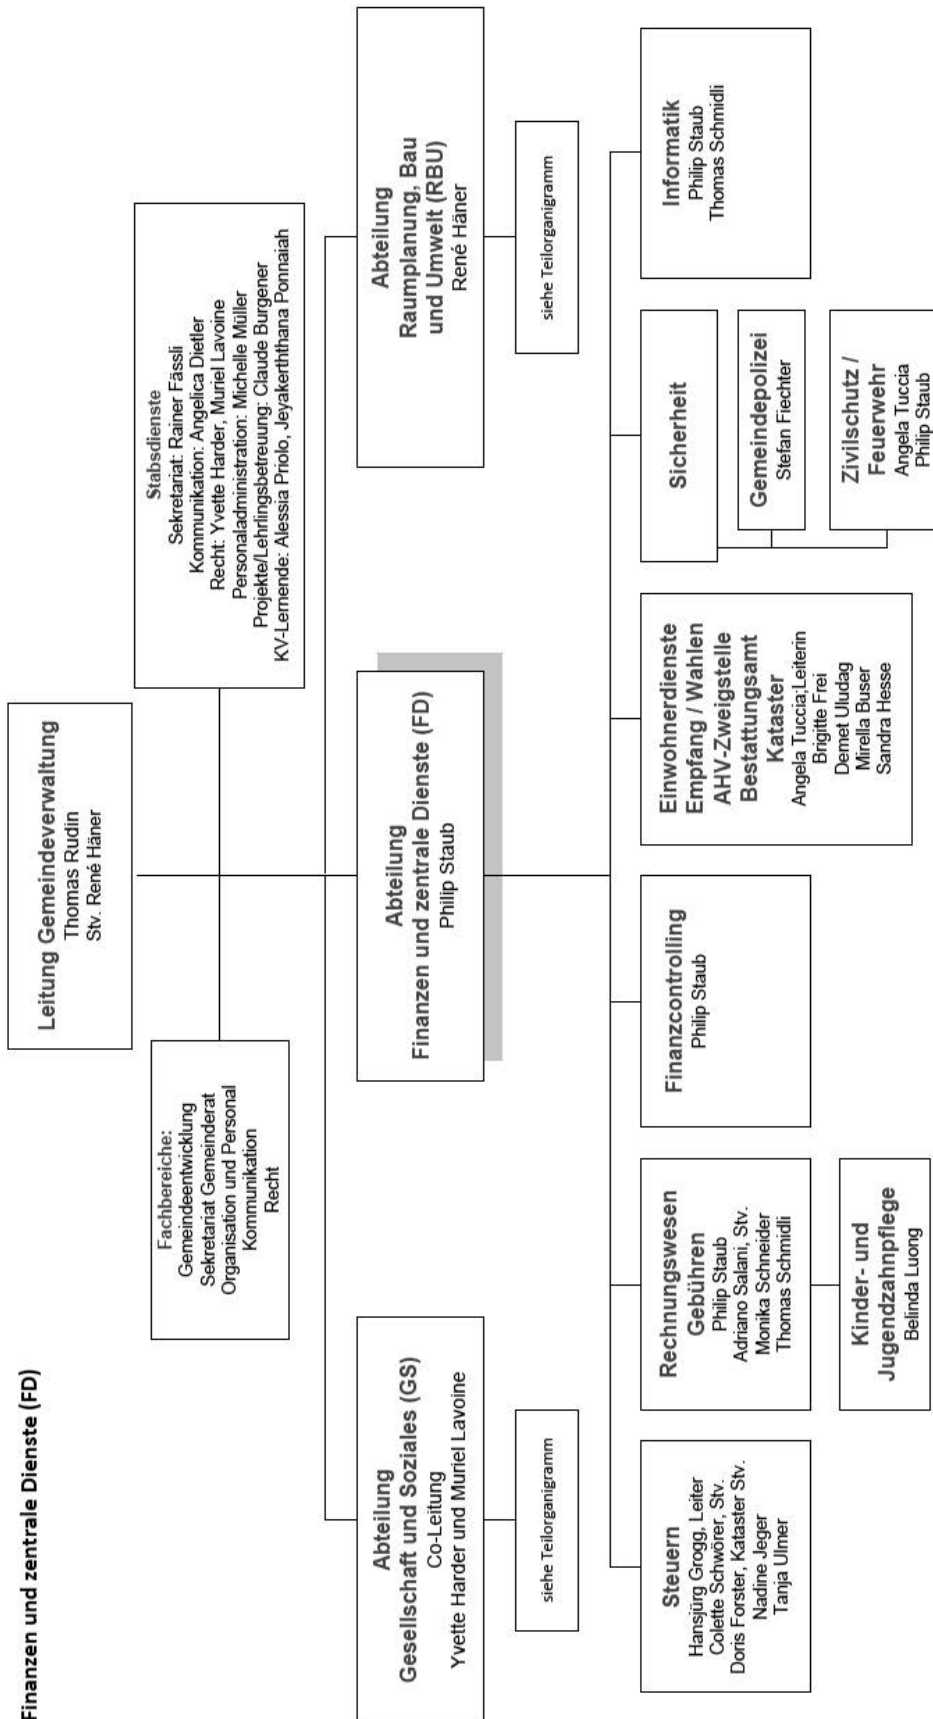 Finanzen und zentrale Dienste (FD)
Leitung Gemeindeverwaltung
Thomas Rudin
Stv. René Häner
Fachbereiche:
Gemeindeentwicklung
Sekretariat Gemeinderat
Organisation und Personal
Kommunikation
Recht
Stabsdienste
Sekretariat: Rainer Fässli
Kommunikation: Angelica Dietler
Recht: Yvette Harder, Muriel Lavoine
Personaladministration: Michelle Müller
Projekte/Lehrlingsbetreuung: Claude Burgener
KV-Lernende: Alessia Priolo, Jeyakerththana Ponnaiah
Abteilung
Gesellschaft und Soziales (GS)
Co-Leitung
Yvette Harder und Muriel Lavoine
siehe Teilorganigramm
Abteilung
Finanzen und zentrale Dienste (FD)
Philip Staub
Abteilung
Raumplanung, Bau
und Umwelt (RBU)
René Häner
siehe Teilorganigramm
Steuern
Hansjürg Grogg, Leiter
Colette Schwörer, Stv.
Doris Forster, Kataster Stv.
Nadine Jeger
Tanja Ulmer
Rechnungswesen
Gebühren
Philip Staub
Adriano Salani, Stv.
Monika Schneider
Thomas Schmidli
Kinder- und
Jugendzahnpflege
Belinda Luong
Finanzcontrolling
Philip Staub
Einwohnerdienste
Empfang / Wahlen
AHV-Zweigstelle
Bestattungsamt
Kataster
Angela Tuccia;Leiterin
Brigitte Frei
Demet Uludag
Mirella Buser
Sandra Hesse
Sicherheit
Gemeindepolizei
Stefan Fiechter
Zivilschutz /
Feuerwehr
Angela Tuccia
Philip Staub
Informatik
Philip Staub
Thomas Schmidli